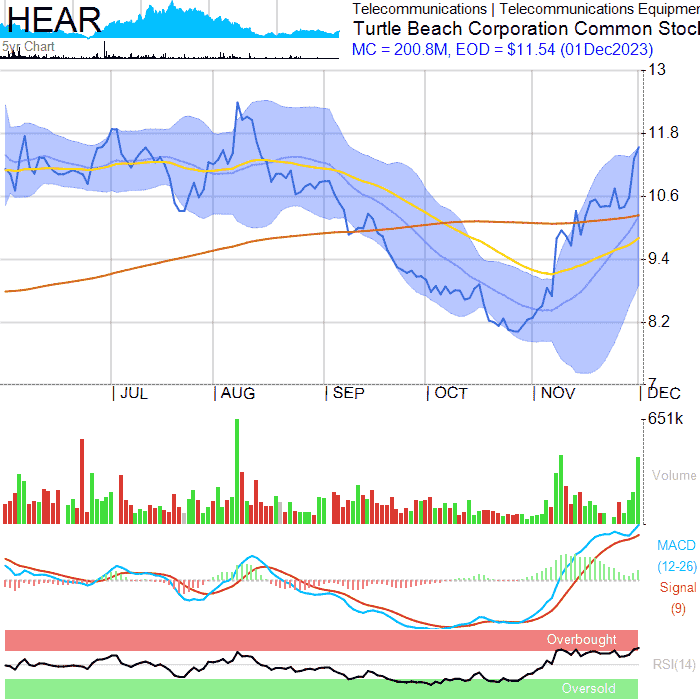 HEAR
5yr Chart
Telecommunications | Telecommunications Equipmen
Turtle Beach Corporation Common Stoc
MC = 200.8M, EOD = $11.54 (01Dec2023)
13
11.8
10.6
9.4
8.2
7
JUL AUG SEP OCT NOV DEC
651k
Volume
MACD
(12-26)
Signal
(9)
Overbought
RSI(14)
Oversold